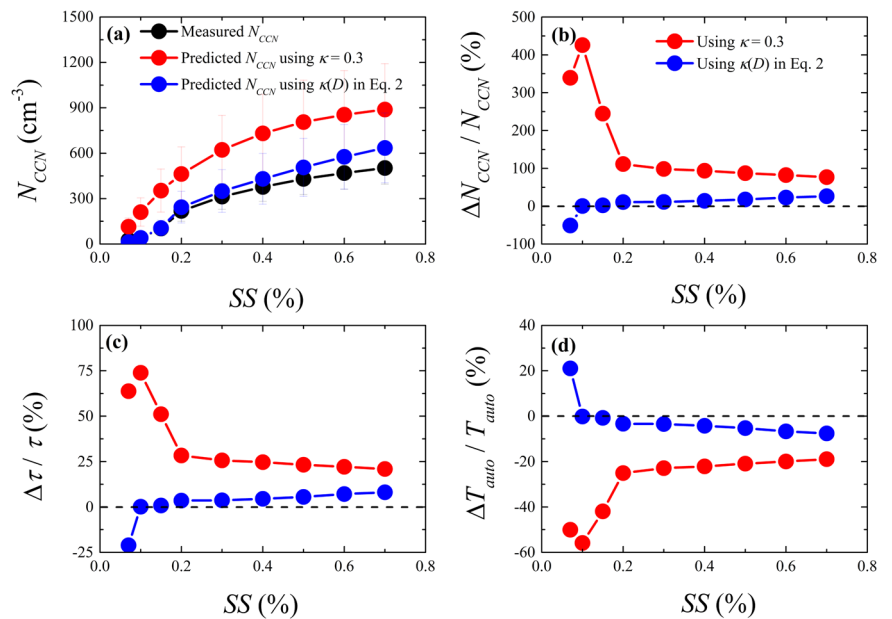 (a)
Measured N_CCN
Predicted N_CCN using κ = 0.3
Predicted N_CCN using κ(D) in Eq. 2
1500
1200
900
600
300
0
N_CCN (cm⁻³)
0.0 0.2 0.4 0.6 0.8
SS (%)
(b)
Using κ = 0.3
Using κ(D) in Eq. 2
500
400
300
200
100
0
-100
ΔN_CCN / N_CCN (%)
0.0 0.2 0.4 0.6 0.8
SS (%)
(c)
100
75
50
25
0
-25
Δτ / τ (%)
0.0 0.2 0.4 0.6 0.8
SS (%)
(d)
40
20
0
-20
-40
-60
ΔT_auto / T_auto (%)
0.0 0.2 0.4 0.6 0.8
SS (%)